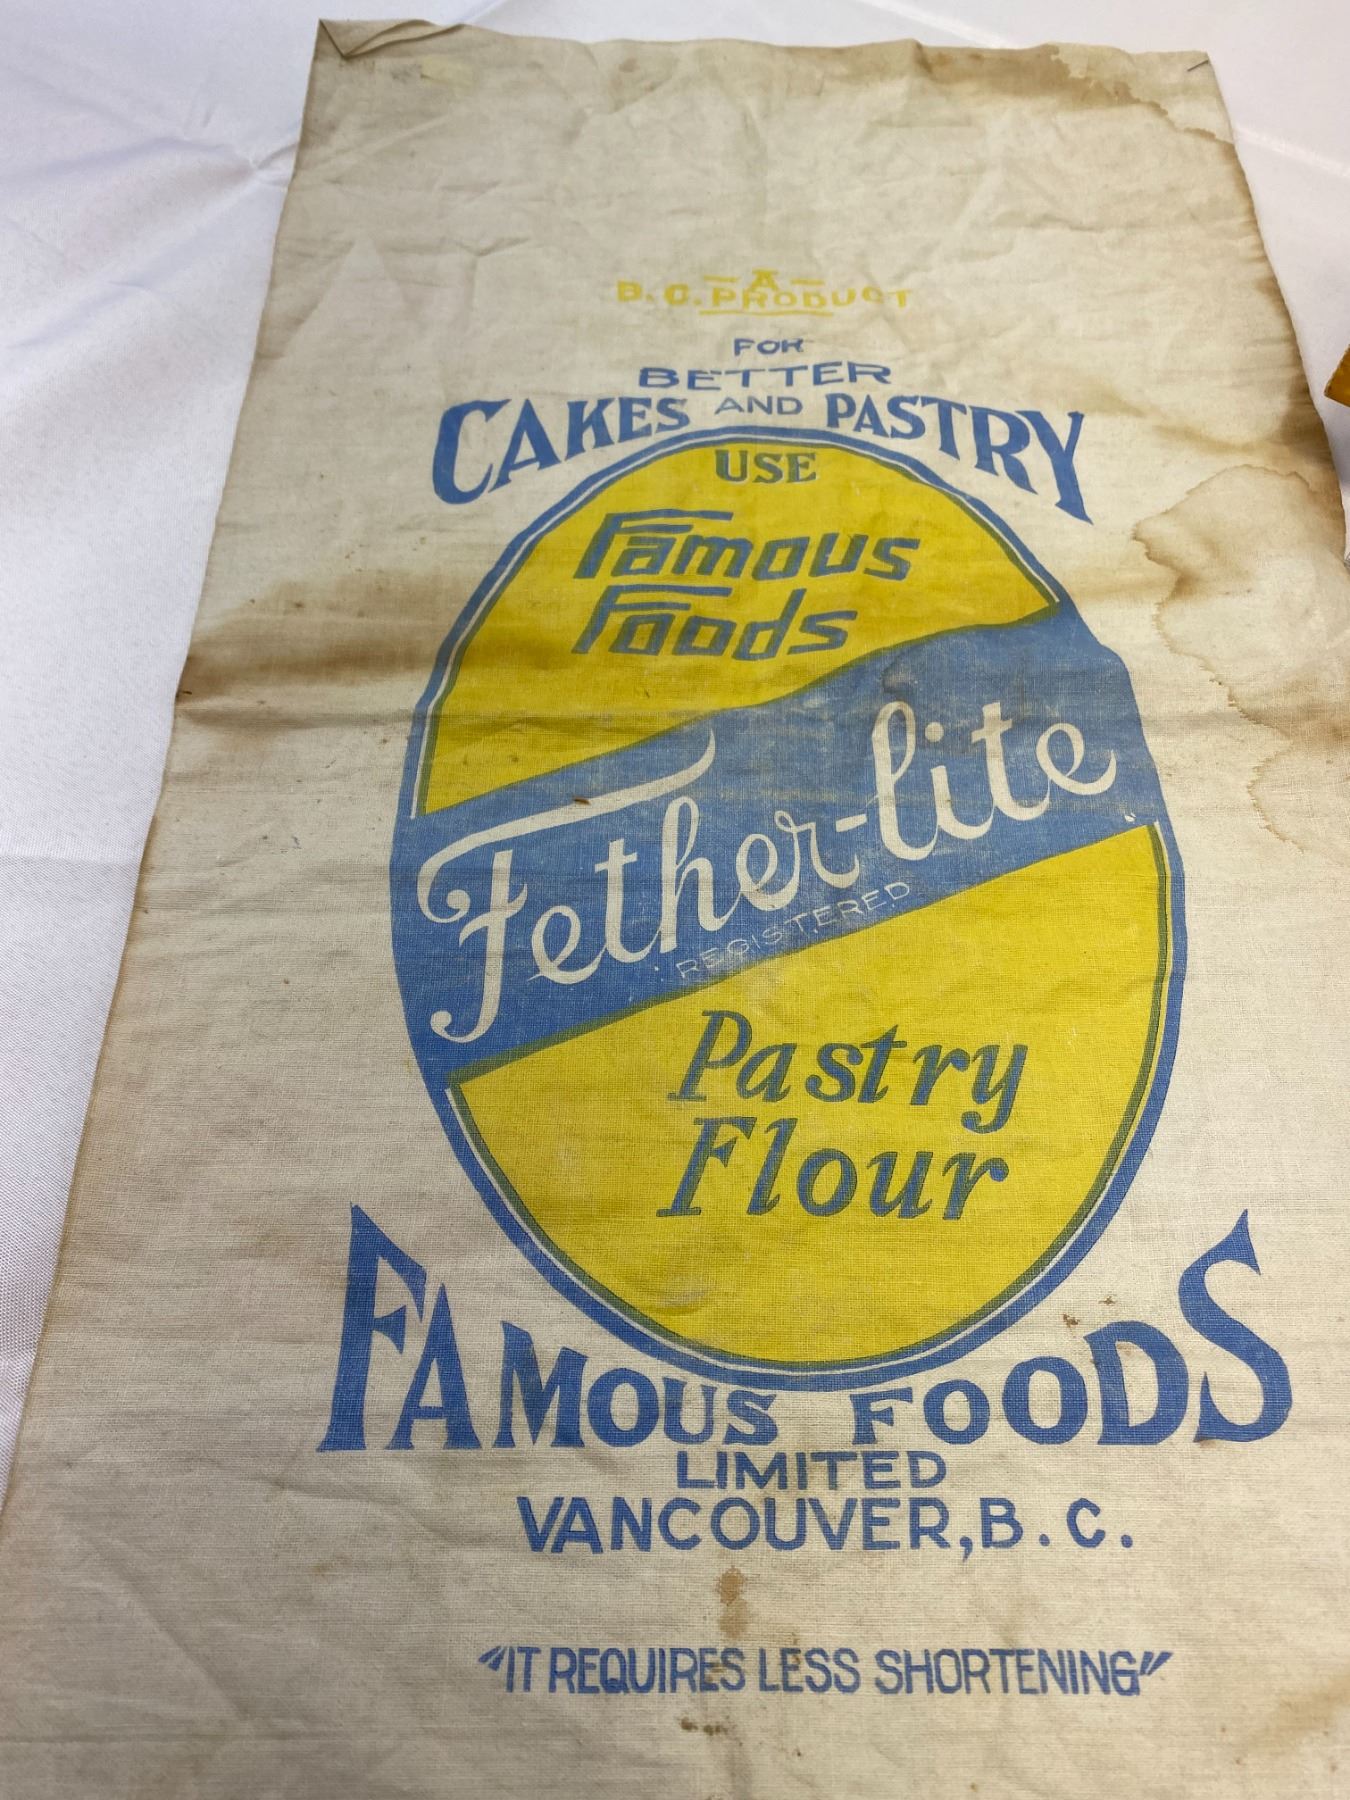 - A -
B.C. PRODUCT
FOR
BETTER
CAKES AND PASTRY
USE
Famous
Foods
Fether-lite
REGISTERED
Pastry
Flour
FAMOUS FOODS
LIMITED
VANCOUVER, B.C.
"IT REQUIRES LESS SHORTENING"